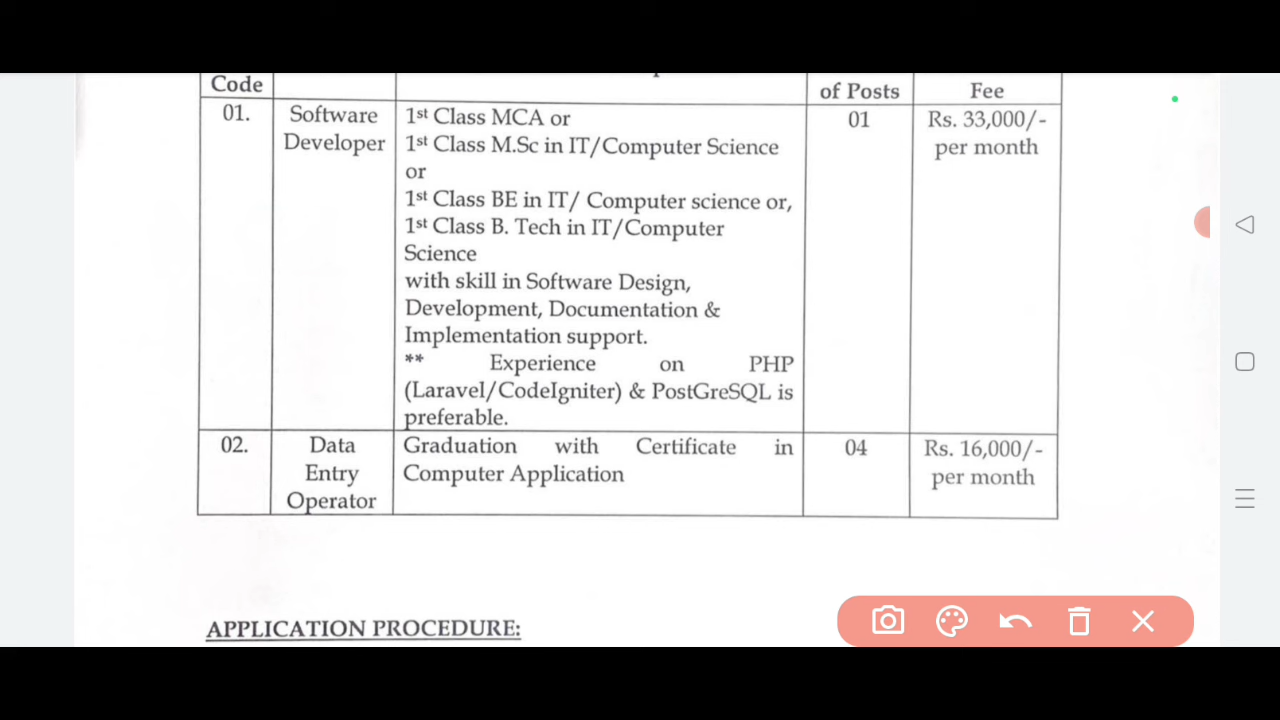 Code
of Posts
Fee
01.
Software
Developer
1st Class MCA or
1st Class M.Sc in IT/Computer Science
or
1st Class BE in IT/ Computer science or,
1st Class B. Tech in IT/Computer
Science
with skill in Software Design,
Development, Documentation &
Implementation support.
** Experience on PHP
(Laravel/CodeIgniter) & PostGreSQL is
preferable.
01
Rs. 33,000/-
per month
02.
Data
Entry
Operator
Graduation with Certificate in
Computer Application
04
Rs. 16,000/-
per month
APPLICATION PROCEDURE: